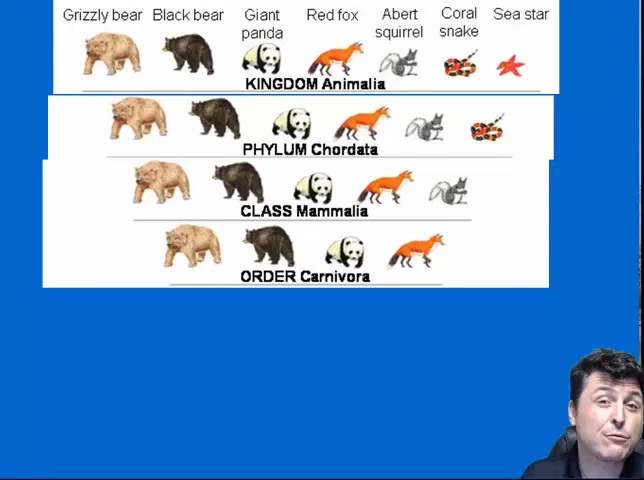 Grizzly bear Black bear Giant panda Red fox Abert squirrel Coral snake Sea star
KINGDOM Animalia
PHYLUM Chordata
CLASS Mammalia
ORDER Carnivora